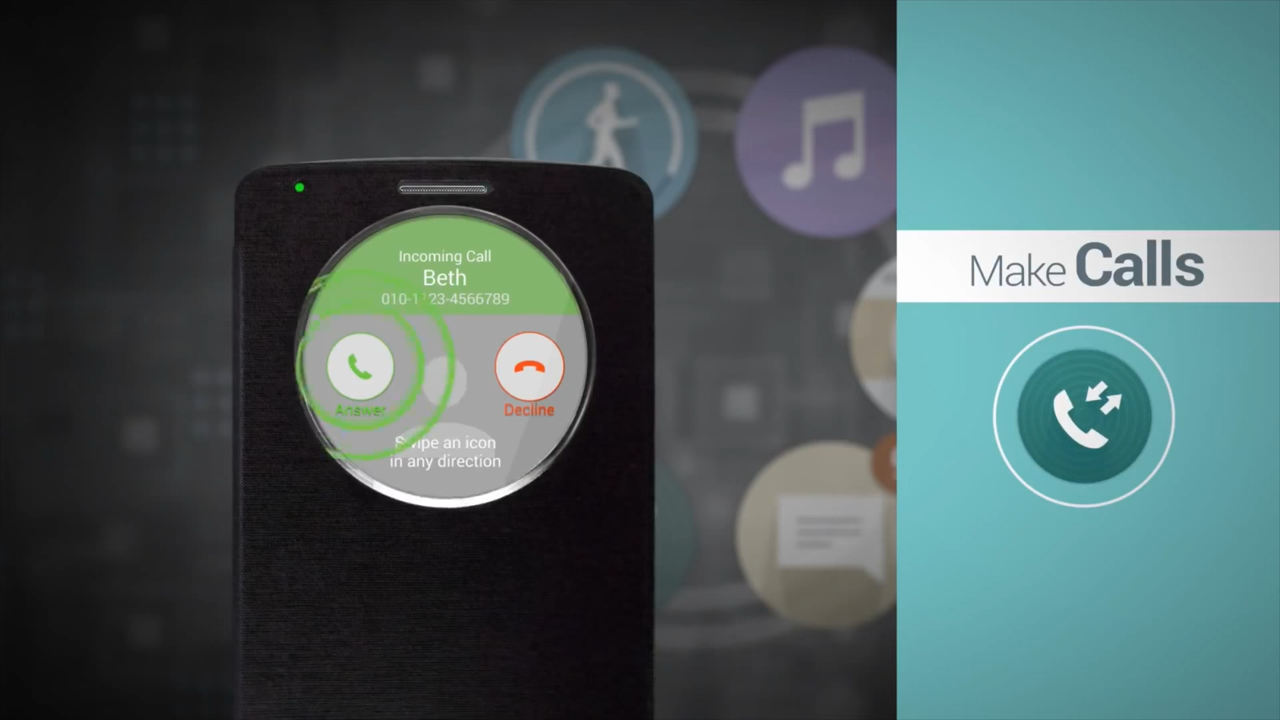 Incoming Call
Beth
010-1123-4566789
Answer
Decline
Swipe an icon
in any direction
Make Calls